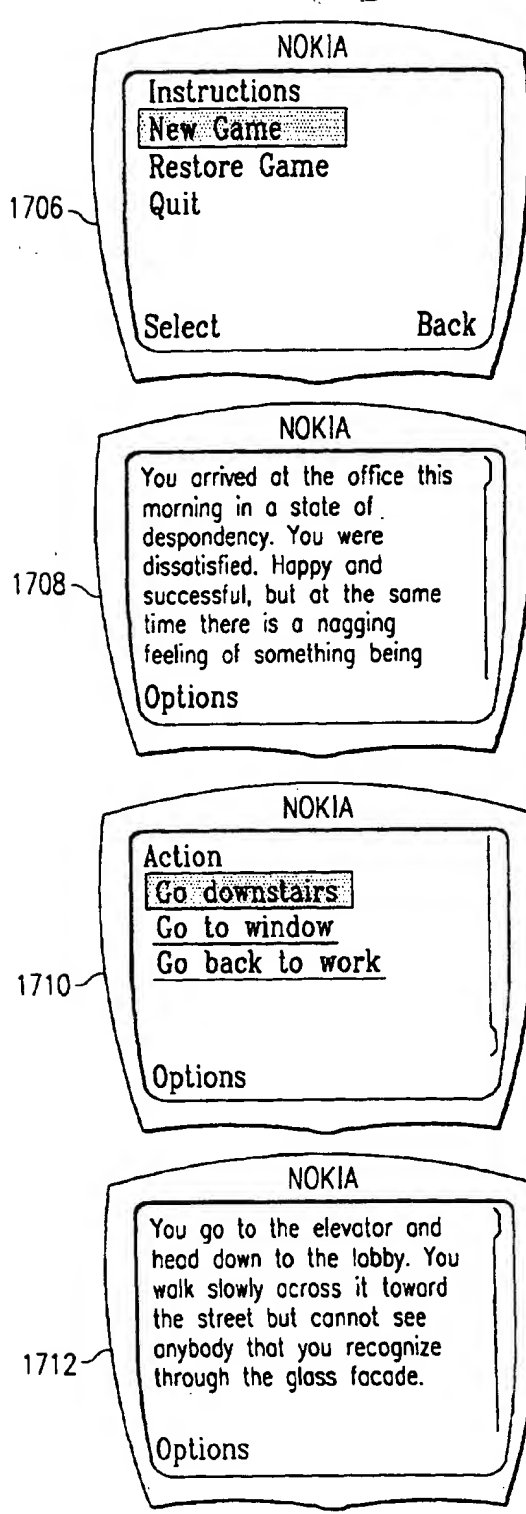 NOKIA
Instructions
New Game
Restore Game
Quit
1706
Select Back
NOKIA
You arrived at the office this
morning in a state of
despondency. You were
dissatisfied. Happy and
successful, but at the same
time there is a nagging
feeling of something being
1708
Options
NOKIA
Action
Go downstairs
Go to window
Go back to work
1710
Options
NOKIA
You go to the elevator and
head down to the lobby. You
walk slowly across it toward
the street but cannot see
anybody that you recognize
through the glass facade.
1712
Options